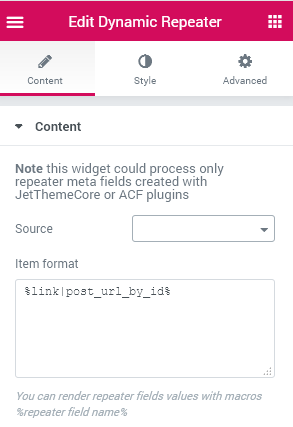 Edit Dynamic Repeater
Content Style Advanced
Content
Note this widget could process only
repeater meta fields created with
JetThemeCore or ACF plugins
Source
Item format
%link|post_url_by_id%
You can render repeater fields values with macros
%repeater field name%